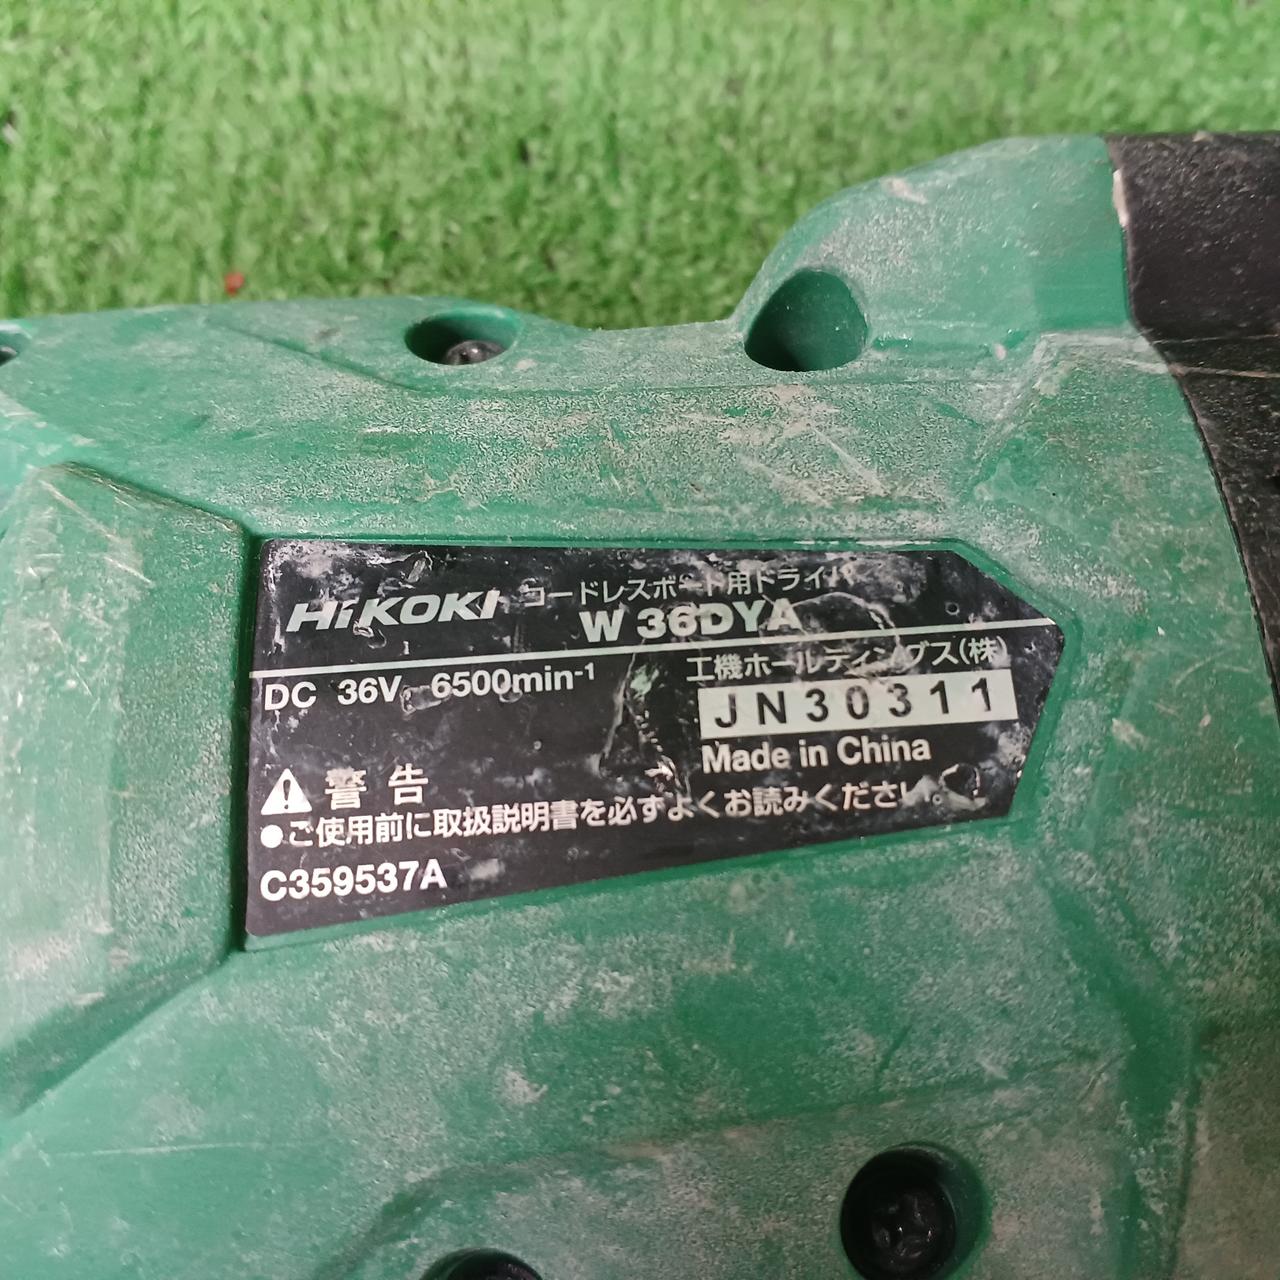 HiKOKI コードレスボード用ドライバ
W 36DYA
DC 36V 6500min⁻¹
工機ホールディングス(株)
JN30311
Made in China
⚠ 警告
●ご使用前に取扱説明書を必ずよくお読みください。
C359537A